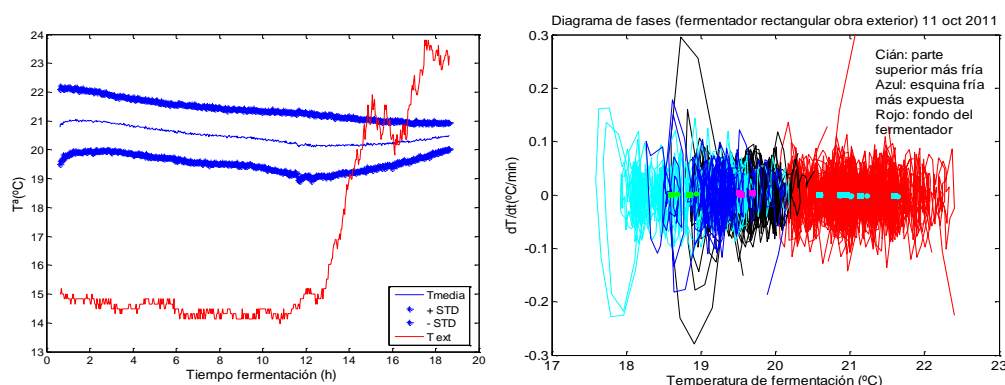 24
23
22
21
20
19
18
17
16
15
14
13
0
2
4
6
8
10
12
14
16
18
20
Tª(ºC)
Tiempo fermentación (h)
Tmedia
+ STD
- STD
T ext
Diagrama de fases (fermentador rectangular obra exterior) 11 oct 2011
0.3
0.2
0.1
0
-0.1
-0.2
-0.3
17
18
19
20
21
22
23
dT/dt(ºC/min)
Temperatura de fermentación (ºC)
Cián: parte
superior más fría
Azul: esquina fría
más expuesta
Rojo: fondo del
fermentador